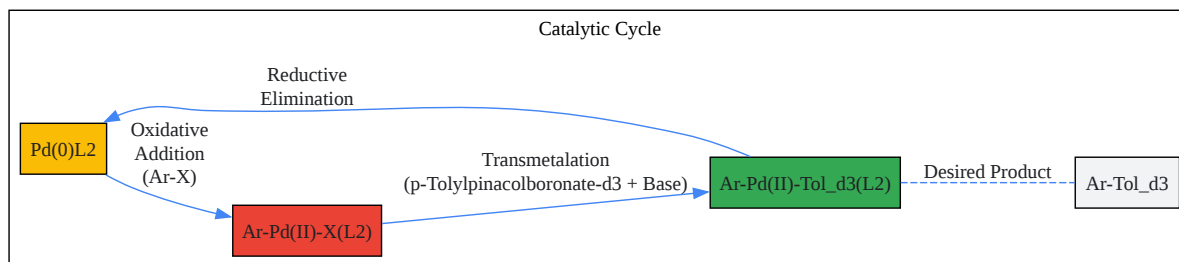 Catalytic Cycle
Reductive
Elimination
Pd(0)L2
Oxidative
Addition
(Ar-X)
Ar-Pd(II)-X(L2)
Transmetalation
(p-Tolylpinacolboronate-d3 + Base)
Ar-Pd(II)-Tol_d3(L2)
Desired Product
Ar-Tol_d3